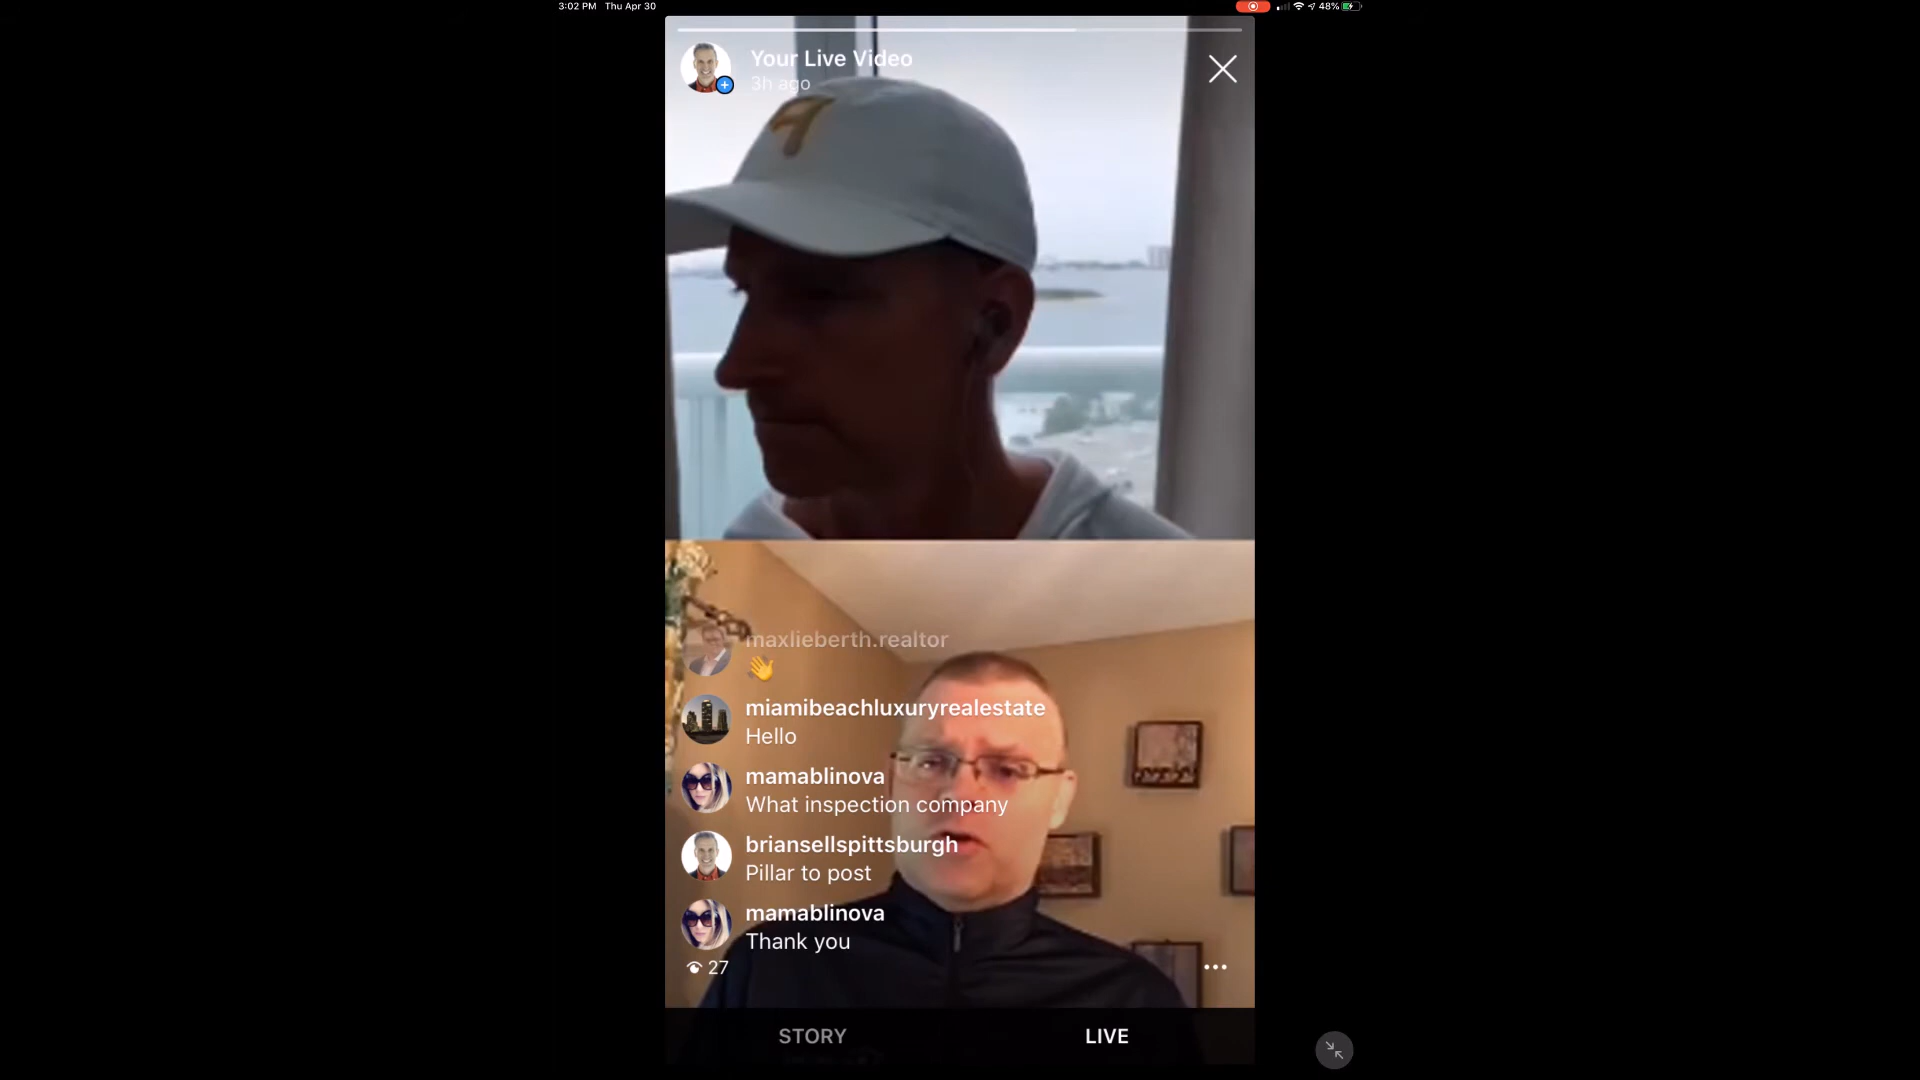 3:02 PM Thu Apr 30
48%
Your Live Video
3h ago
maxlieberth.realtor
👋
miamibeachluxuryrealestate
Hello
mamablinova
What inspection company
briansellspittsburgh
Pillar to post
mamablinova
Thank you
27
STORY
LIVE